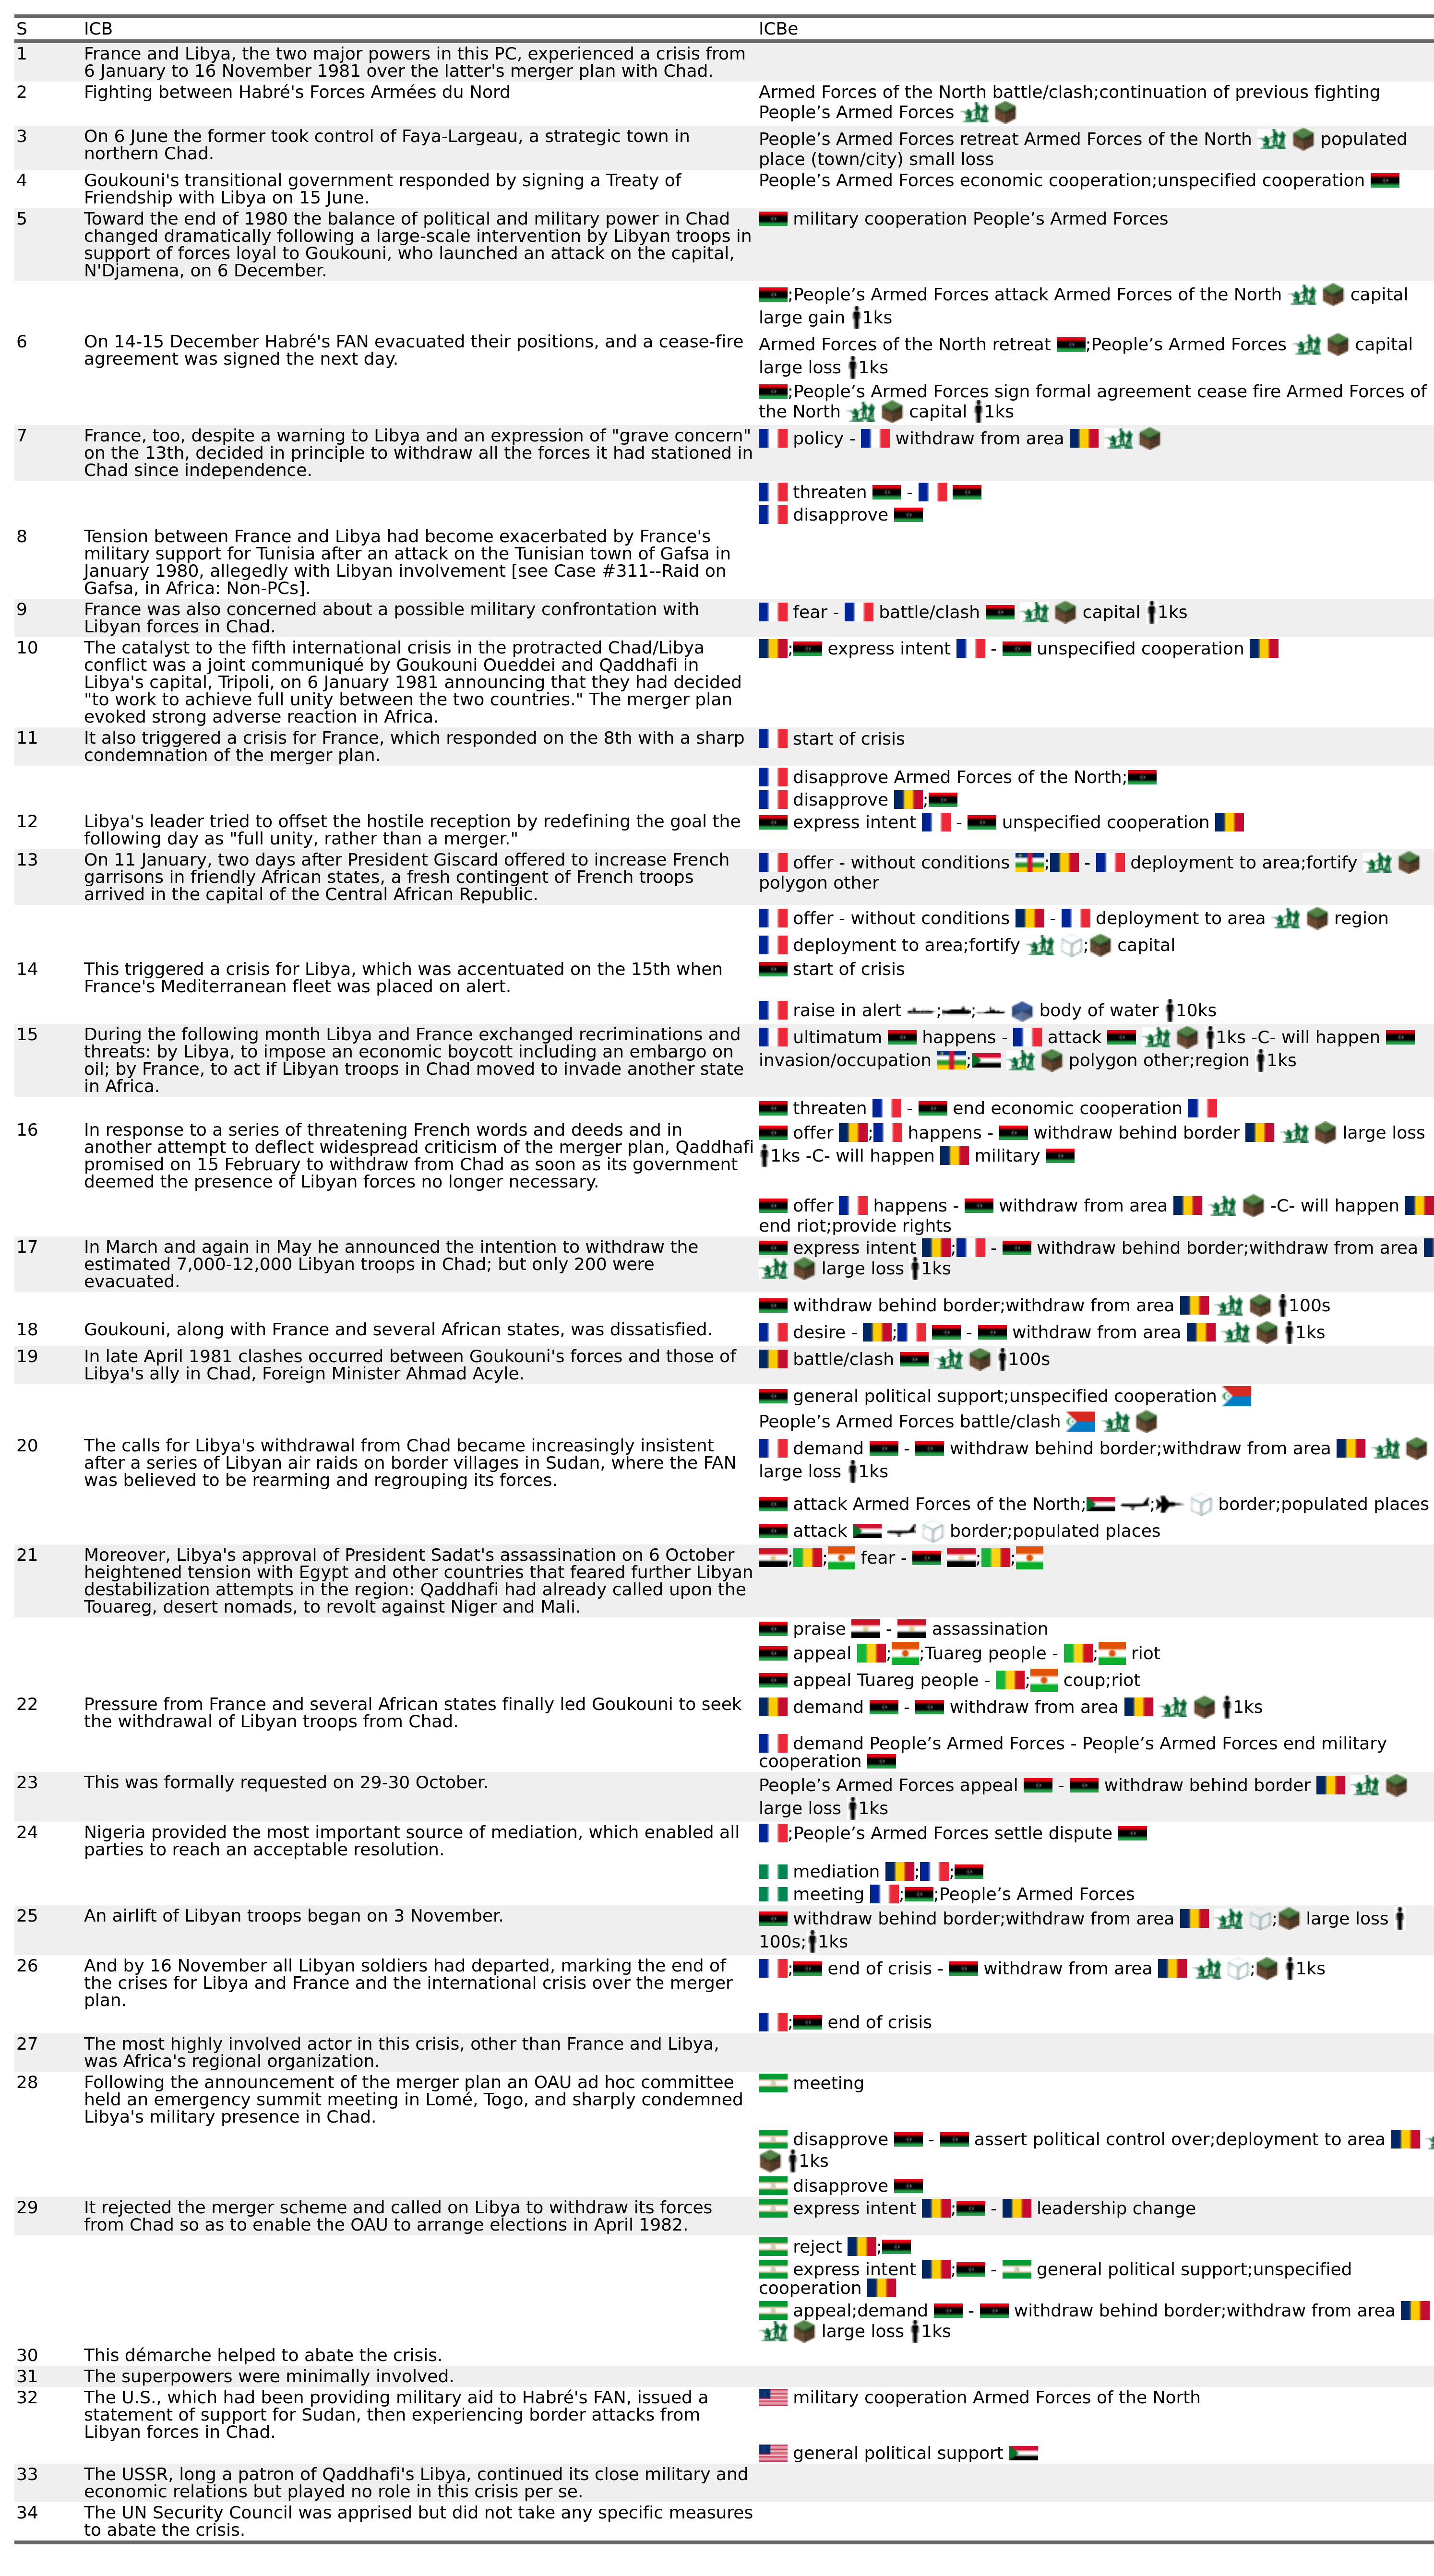 S ICB ICBe
1 France and Libya, the two major powers in this PC, experienced a crisis from
6 January to 16 November 1981 over the latter's merger plan with Chad.
2 Fighting between Habré's Forces Armées du Nord
Armed Forces of the North battle/clash;continuation of previous fighting
People’s Armed Forces
3 On 6 June the former took control of Faya-Largeau, a strategic town in
northern Chad.
People’s Armed Forces retreat Armed Forces of the North populated
place (town/city) small loss
4 Goukouni's transitional government responded by signing a Treaty of
Friendship with Libya on 15 June.
People’s Armed Forces economic cooperation;unspecified cooperation
5 Toward the end of 1980 the balance of political and military power in Chad
changed dramatically following a large-scale intervention by Libyan troops in
support of forces loyal to Goukouni, who launched an attack on the capital,
N'Djamena, on 6 December.
military cooperation People’s Armed Forces
;People’s Armed Forces attack Armed Forces of the North capital
large gain 1ks
6 On 14-15 December Habré's FAN evacuated their positions, and a cease-fire
agreement was signed the next day.
Armed Forces of the North retreat ;People’s Armed Forces capital
large loss 1ks
;People’s Armed Forces sign formal agreement cease fire Armed Forces of
the North capital 1ks
7 France, too, despite a warning to Libya and an expression of "grave concern"
on the 13th, decided in principle to withdraw all the forces it had stationed in
Chad since independence.
policy - withdraw from area
threaten -
disapprove
8 Tension between France and Libya had become exacerbated by France's
military support for Tunisia after an attack on the Tunisian town of Gafsa in
January 1980, allegedly with Libyan involvement [see Case #311--Raid on
Gafsa, in Africa: Non-PCs].
9 France was also concerned about a possible military confrontation with
Libyan forces in Chad.
fear - battle/clash capital 1ks
10 The catalyst to the fifth international crisis in the protracted Chad/Libya
conflict was a joint communiqué by Goukouni Oueddei and Qaddhafi in
Libya's capital, Tripoli, on 6 January 1981 announcing that they had decided
"to work to achieve full unity between the two countries." The merger plan
evoked strong adverse reaction in Africa.
; express intent - unspecified cooperation
11 It also triggered a crisis for France, which responded on the 8th with a sharp
condemnation of the merger plan.
start of crisis
disapprove Armed Forces of the North;
disapprove ;
12 Libya's leader tried to offset the hostile reception by redefining the goal the
following day as "full unity, rather than a merger."
express intent - unspecified cooperation
13 On 11 January, two days after President Giscard offered to increase French
garrisons in friendly African states, a fresh contingent of French troops
arrived in the capital of the Central African Republic.
offer - without conditions ; - deployment to area;fortify
polygon other
offer - without conditions - deployment to area region
deployment to area;fortify ; capital
14 This triggered a crisis for Libya, which was accentuated on the 15th when
France's Mediterranean fleet was placed on alert.
start of crisis
raise in alert ; ; body of water 10ks
15 During the following month Libya and France exchanged recriminations and
threats: by Libya, to impose an economic boycott including an embargo on
oil; by France, to act if Libyan troops in Chad moved to invade another state
in Africa.
ultimatum happens - attack 1ks -C- will happen
invasion/occupation ; polygon other;region 1ks
threaten - end economic cooperation
16 In response to a series of threatening French words and deeds and in
another attempt to deflect widespread criticism of the merger plan, Qaddhafi
promised on 15 February to withdraw from Chad as soon as its government
deemed the presence of Libyan forces no longer necessary.
offer ; happens - withdraw behind border large loss
1ks -C- will happen military
offer happens - withdraw from area -C- will happen
end riot;provide rights
17 In March and again in May he announced the intention to withdraw the
estimated 7,000-12,000 Libyan troops in Chad; but only 200 were
evacuated.
express intent ; - withdraw behind border;withdraw from area
large loss 1ks
withdraw behind border;withdraw from area 100s
18 Goukouni, along with France and several African states, was dissatisfied.
desire - ; - withdraw from area 1ks
19 In late April 1981 clashes occurred between Goukouni's forces and those of
Libya's ally in Chad, Foreign Minister Ahmad Acyle.
battle/clash 100s
general political support;unspecified cooperation
People’s Armed Forces battle/clash
20 The calls for Libya's withdrawal from Chad became increasingly insistent
after a series of Libyan air raids on border villages in Sudan, where the FAN
was believed to be rearming and regrouping its forces.
demand - withdraw behind border;withdraw from area
large loss 1ks
attack Armed Forces of the North; ; border;populated places
attack border;populated places
21 Moreover, Libya's approval of President Sadat's assassination on 6 October
heightened tension with Egypt and other countries that feared further Libyan
destabilization attempts in the region: Qaddhafi had already called upon the
Touareg, desert nomads, to revolt against Niger and Mali.
; ; fear - ; ;
praise - assassination
appeal ; ;Tuareg people - ; riot
appeal Tuareg people - ; coup;riot
22 Pressure from France and several African states finally led Goukouni to seek
the withdrawal of Libyan troops from Chad.
demand - withdraw from area 1ks
demand People’s Armed Forces - People’s Armed Forces end military
cooperation
23 This was formally requested on 29-30 October.
People’s Armed Forces appeal - withdraw behind border
large loss 1ks
24 Nigeria provided the most important source of mediation, which enabled all
parties to reach an acceptable resolution.
;People’s Armed Forces settle dispute
mediation ; ;
meeting ; ;People’s Armed Forces
25 An airlift of Libyan troops began on 3 November.
withdraw behind border;withdraw from area ; large loss
100s; 1ks
26 And by 16 November all Libyan soldiers had departed, marking the end of
the crises for Libya and France and the international crisis over the merger
plan.
; end of crisis - withdraw from area ; 1ks
; end of crisis
27 The most highly involved actor in this crisis, other than France and Libya,
was Africa's regional organization.
28 Following the announcement of the merger plan an OAU ad hoc committee
held an emergency summit meeting in Lomé, Togo, and sharply condemned
Libya's military presence in Chad.
meeting
disapprove - assert political control over;deployment to area
1ks
disapprove
29 It rejected the merger scheme and called on Libya to withdraw its forces
from Chad so as to enable the OAU to arrange elections in April 1982.
express intent ; - leadership change
reject ;
express intent ; - general political support;unspecified
cooperation
appeal;demand - withdraw behind border;withdraw from area
large loss 1ks
30 This démarche helped to abate the crisis.
31 The superpowers were minimally involved.
32 The U.S., which had been providing military aid to Habré's FAN, issued a
statement of support for Sudan, then experiencing border attacks from
Libyan forces in Chad.
military cooperation Armed Forces of the North
general political support
33 The USSR, long a patron of Qaddhafi's Libya, continued its close military and
economic relations but played no role in this crisis per se.
34 The UN Security Council was apprised but did not take any specific measures
to abate the crisis.